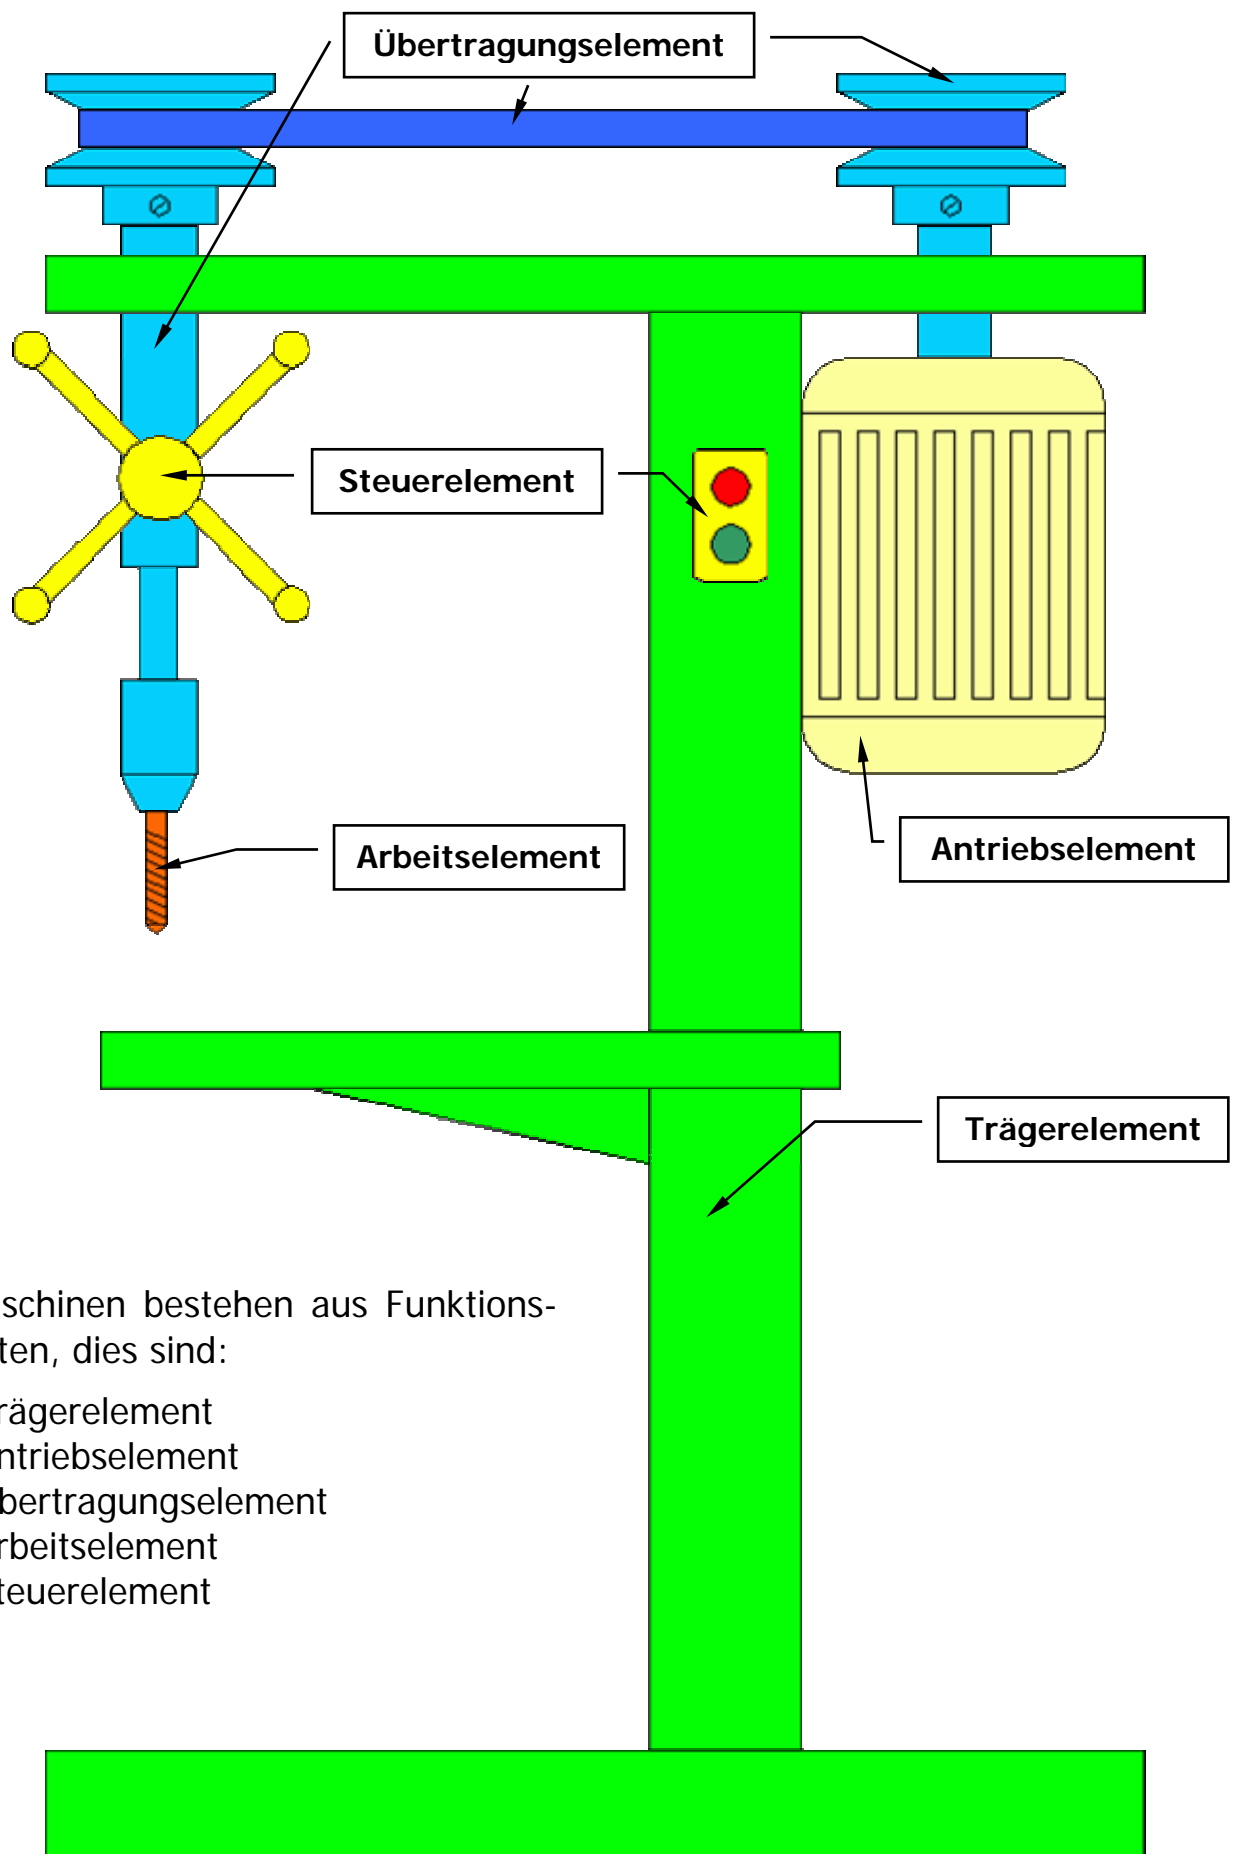 Übertragungselement
Steuerelement
Arbeitselement
Antriebselement
Trägerelement
schinen bestehen aus Funktions-
ten, dies sind:
rägerelement
ntriebselement
bertragungselement
rbeitselement
teuerelement